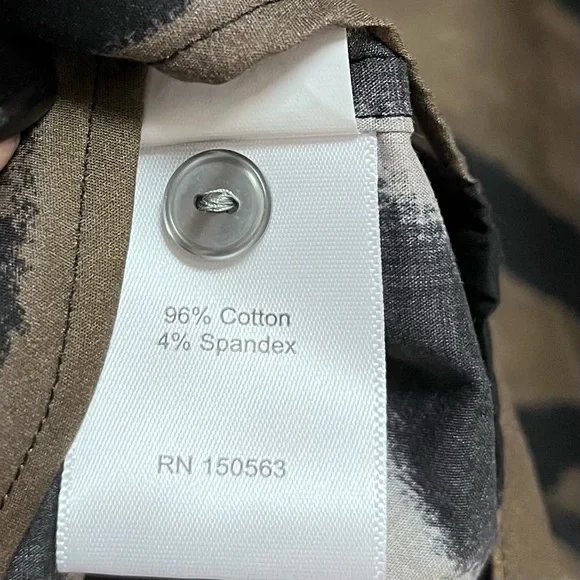 96% Cotton
4% Spandex
RN 150563